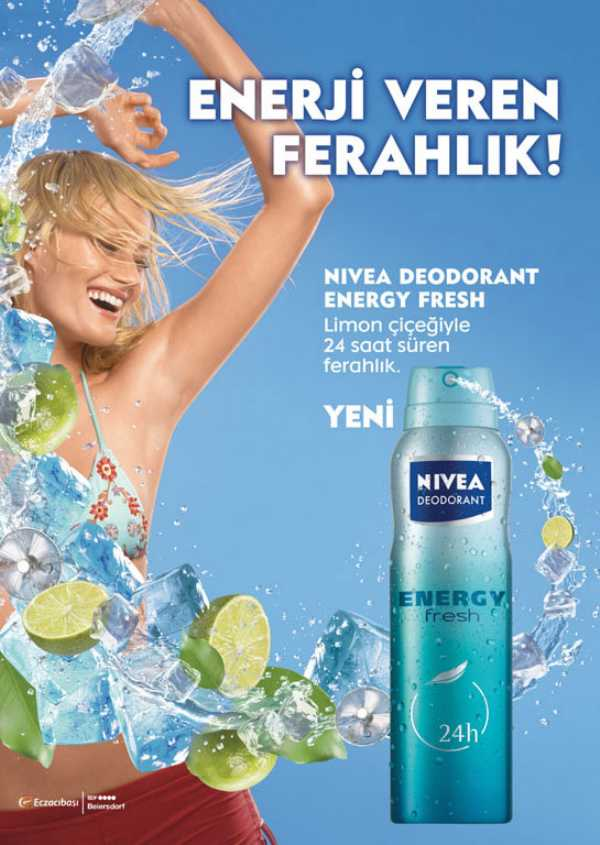 ENERJİ VEREN
FERAHLIK!
NIVEA DEODORANT
ENERGY FRESH
Limon çiçeğiyle
24 saat süren
ferahlık.
YENİ
NIVEA
DEODORANT
ENERGY
fresh
24h
Eczacıbaşı
BDF
Beiersdorf